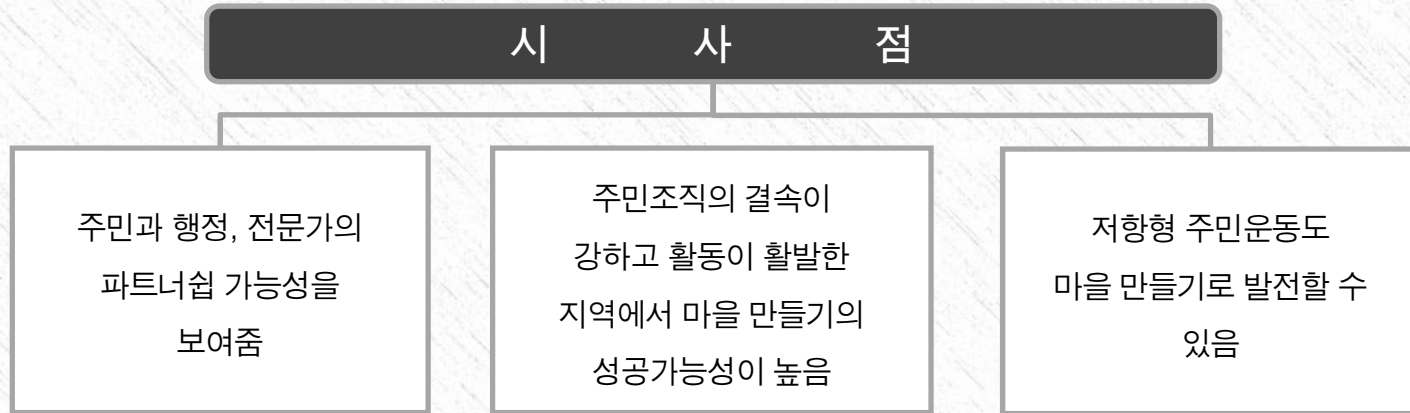 시 사 점
주민과 행정, 전문가의
파트너쉽 가능성을
보여줌
주민조직의 결속이
강하고 활동이 활발한
지역에서 마을 만들기의
성공가능성이 높음
저항형 주민운동도
마을 만들기로 발전할 수
있음